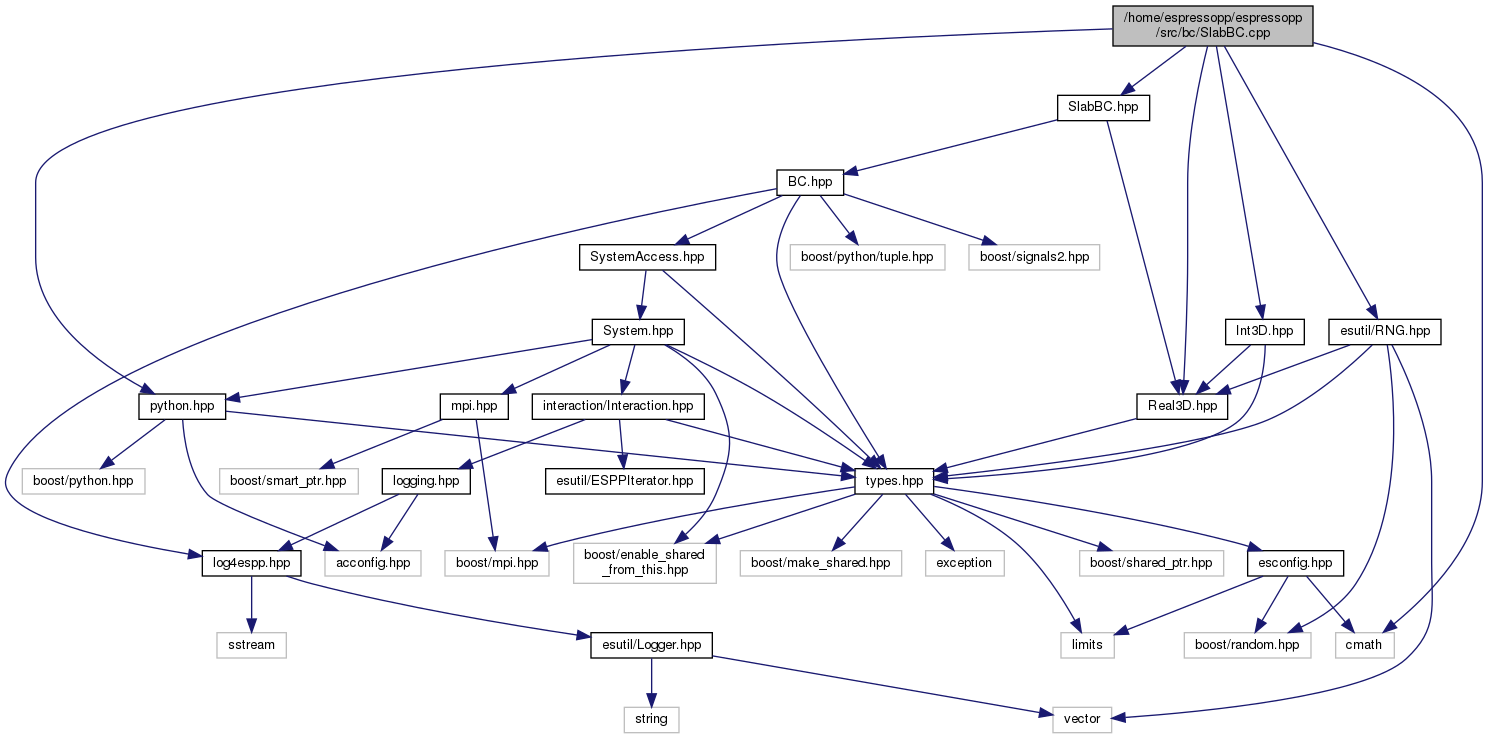 /home/espressopp/espressopp
/src/bc/SlabBC.cpp
SlabBC.hpp
BC.hpp
SystemAccess.hpp
boost/python/tuple.hpp
boost/signals2.hpp
System.hpp
Int3D.hpp
esutil/RNG.hpp
python.hpp
mpi.hpp
interaction/Interaction.hpp
Real3D.hpp
boost/python.hpp
boost/smart_ptr.hpp
logging.hpp
esutil/ESPPIterator.hpp
types.hpp
log4espp.hpp
acconfig.hpp
boost/mpi.hpp
boost/enable_shared
_from_this.hpp
boost/make_shared.hpp
exception
boost/shared_ptr.hpp
esconfig.hpp
sstream
esutil/Logger.hpp
limits
boost/random.hpp
cmath
string
vector